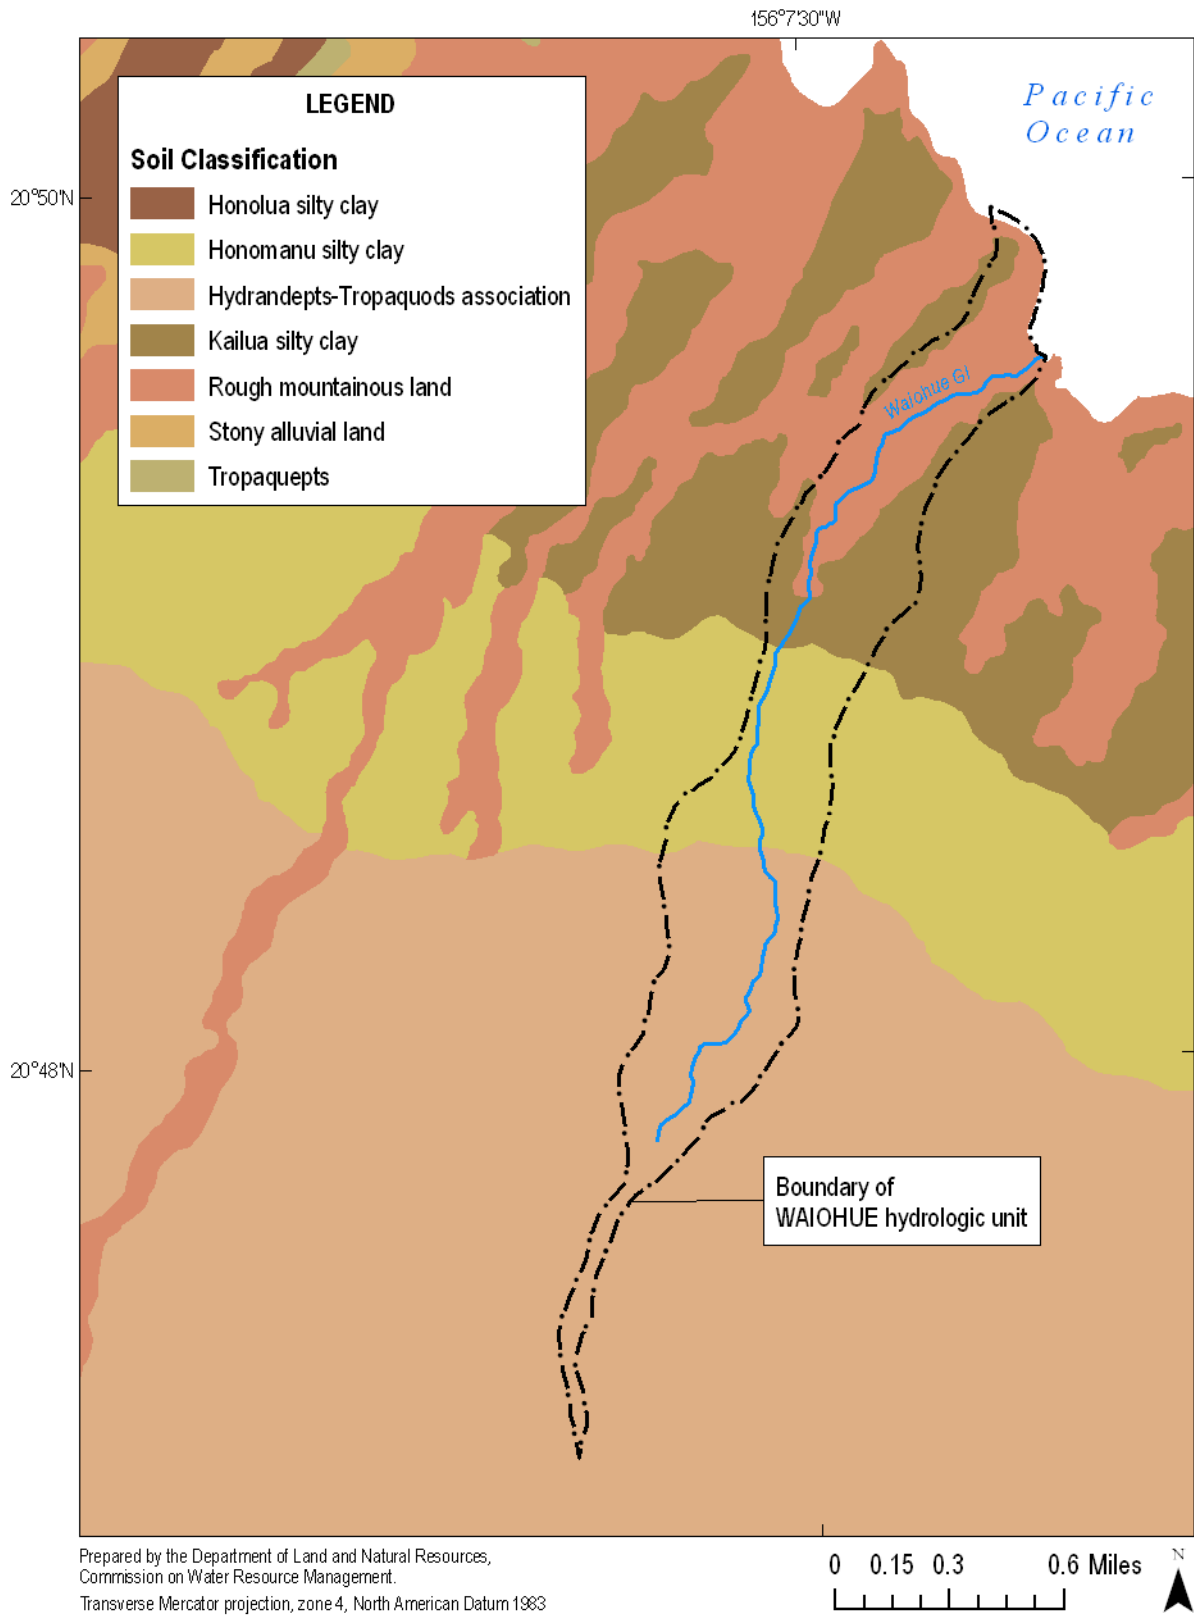 156°7'30"W
Pacific
Ocean
LEGEND
Soil Classification
20°50'N
Honolua silty clay
Honomanu silty clay
Hydrandepts-Tropaquods association
Kailua silty clay
Rough mountainous land
Stony alluvial land
Tropaquepts
Waiohue Gl
20°48'N
Boundary of
WAIOHUE hydrologic unit
Prepared by the Department of Land and Natural Resources,
Commission on Water Resource Management.
Transverse Mercator projection, zone 4, North American Datum 1983
0 0.15 0.3 0.6 Miles
N